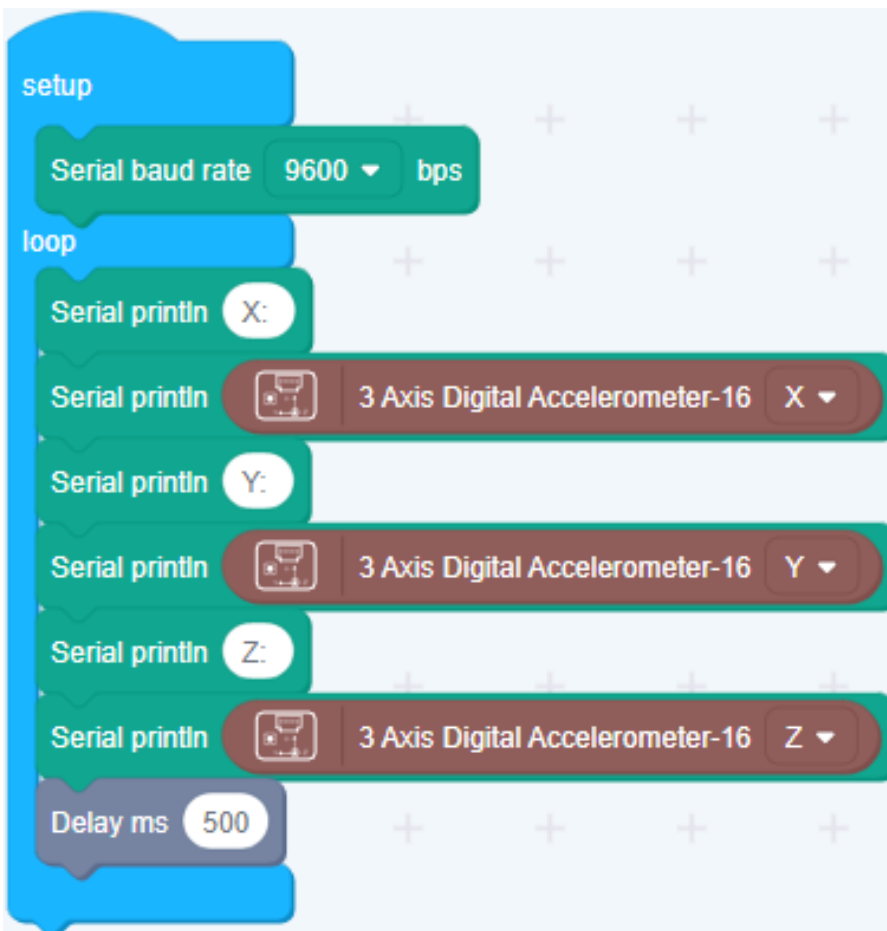 setup
Serial baud rate 9600 bps
loop
Serial println X:
Serial println 3 Axis Digital Accelerometer-16 X
Serial println Y:
Serial println 3 Axis Digital Accelerometer-16 Y
Serial println Z:
Serial println 3 Axis Digital Accelerometer-16 Z
Delay ms 500